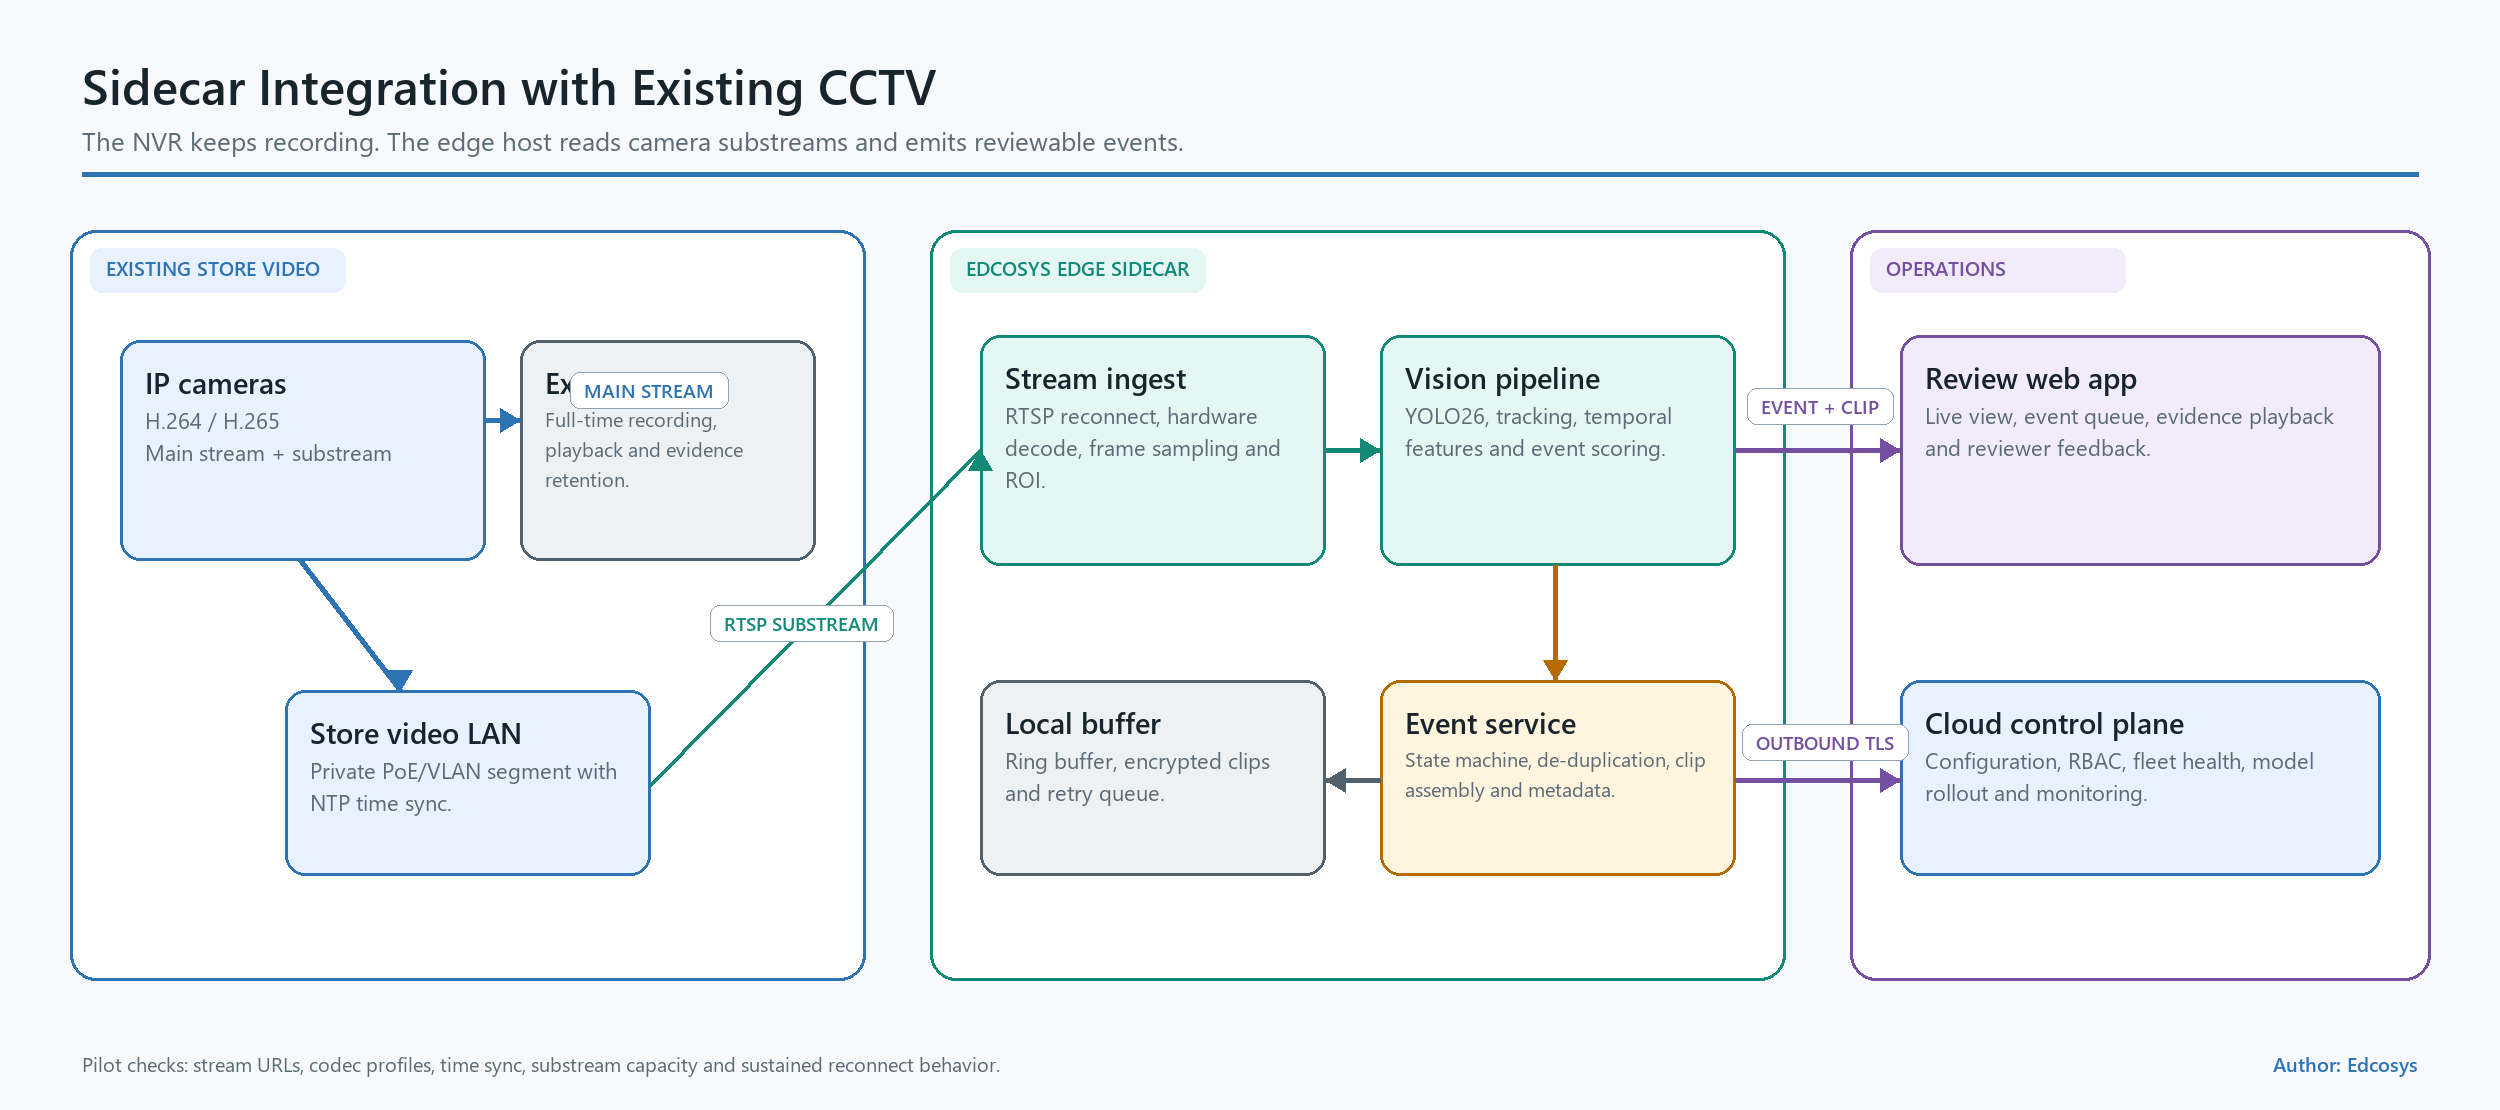 Sidecar Integration with Existing CCTV
The NVR keeps recording. The edge host reads camera substreams and emits reviewable events.
EXISTING STORE VIDEO
IP cameras
H.264 / H.265
Main stream + substream
MAIN STREAM
Full-time recording,
playback and evidence
retention.
Store video LAN
Private PoE/VLAN segment with
NTP time sync.
RTSP SUBSTREAM
EDCOSYS EDGE SIDECAR
Stream ingest
RTSP reconnect, hardware
decode, frame sampling and
ROI.
Vision pipeline
YOLO26, tracking, temporal
features and event scoring.
Local buffer
Ring buffer, encrypted clips
and retry queue.
Event service
State machine, de-duplication, clip
assembly and metadata.
EVENT + CLIP
OUTBOUND TLS
OPERATIONS
Review web app
Live view, event queue, evidence playback
and reviewer feedback.
Cloud control plane
Configuration, RBAC, fleet health, model
rollout and monitoring.
Pilot checks: stream URLs, codec profiles, time sync, substream capacity and sustained reconnect behavior.
Author: Edcosys